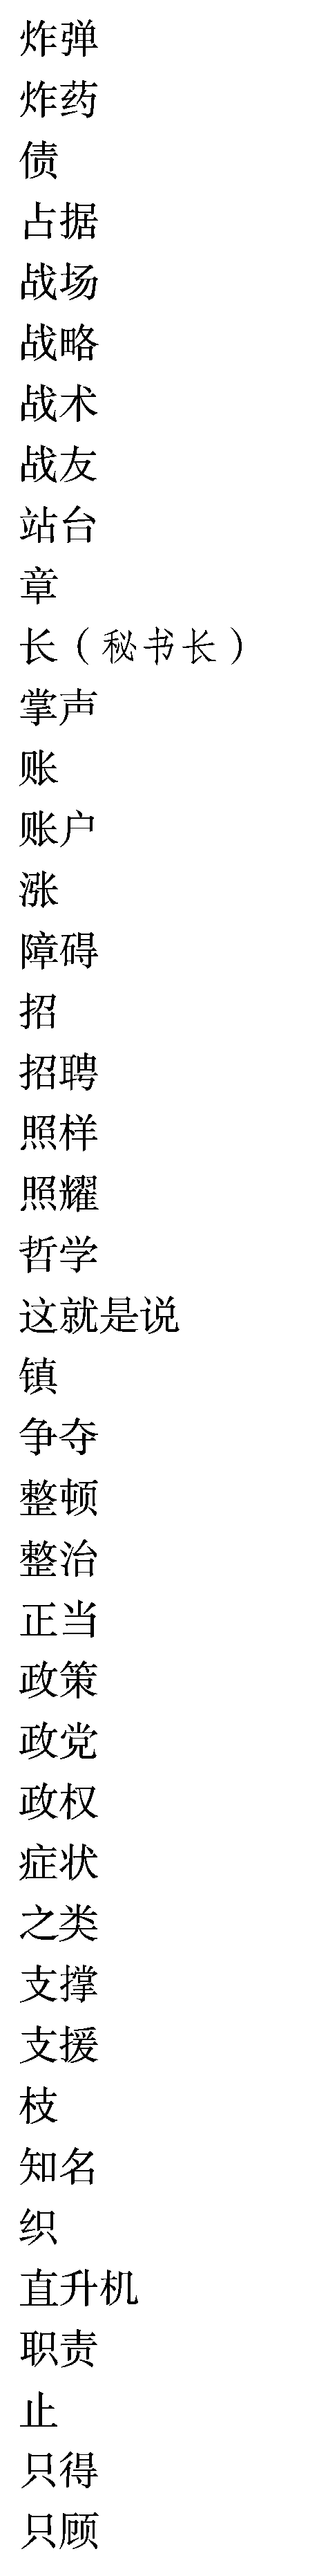 炸弹
炸药
债
占据
战场
战略
战术
战友
站台
章
长（秘书长）
掌声
账
账户
涨
障碍
招
招聘
照样
照耀
哲学
这就是说
镇
争夺
整顿
整治
正当
政策
政党
政权
症状
之类
支撑
支援
枝
知名
织
直升机
职责
止
只得
只顾